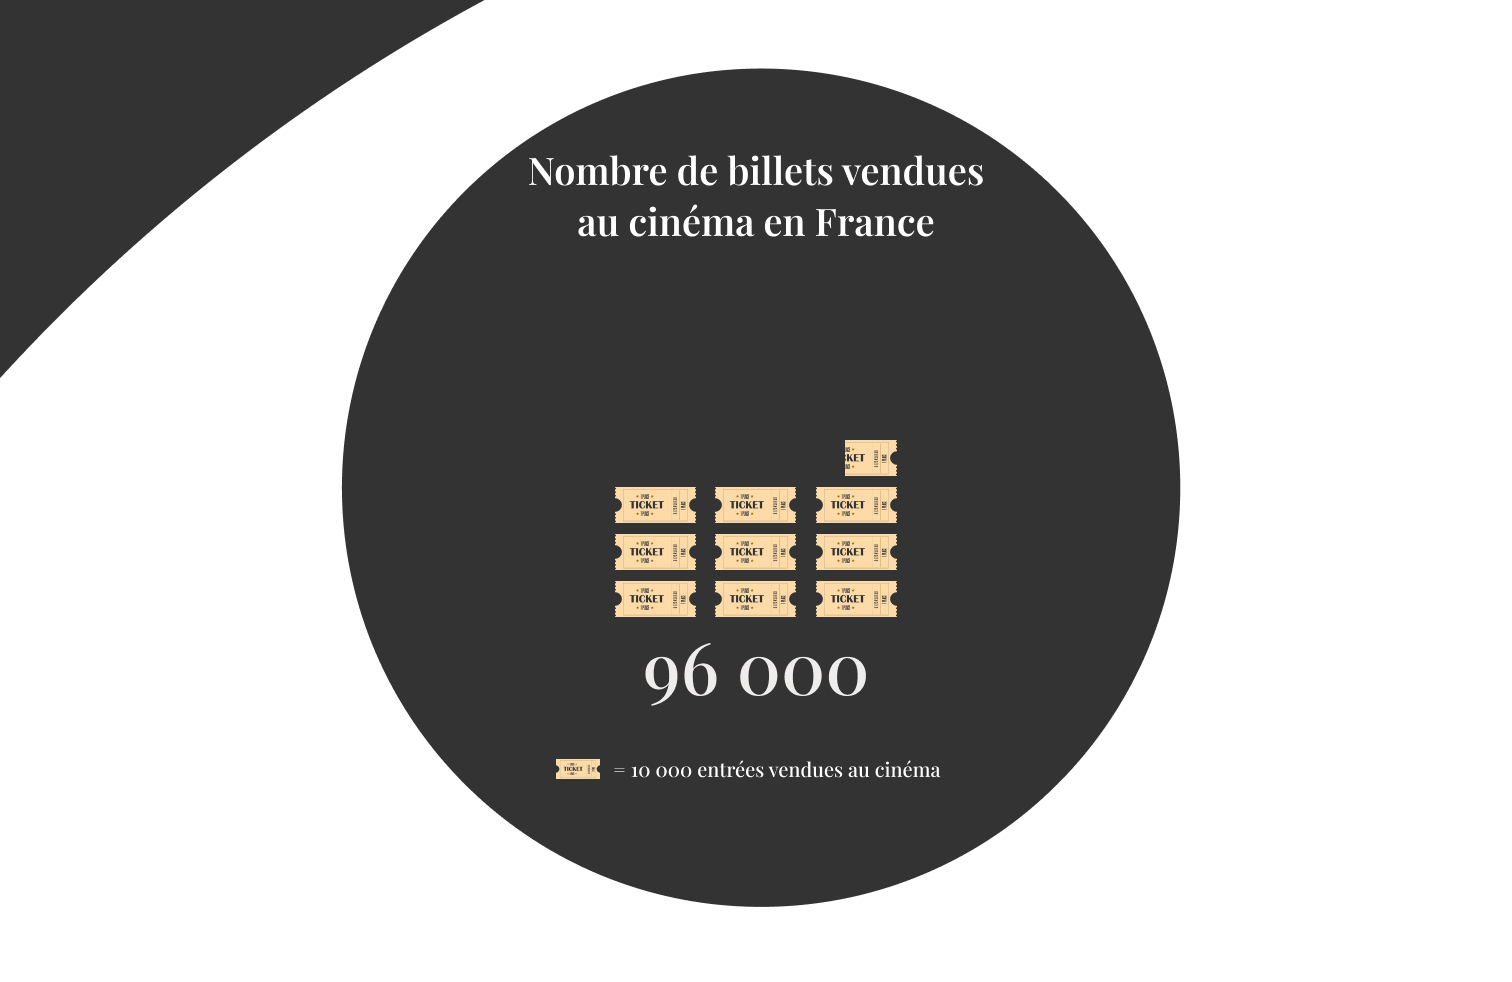 Nombre de billets vendues
au cinéma en France
CKET
TICKET TICKET TICKET
TICKET TICKET TICKET
TICKET TICKET TICKET
96 000
TICKET = 10 000 entrées vendues au cinéma